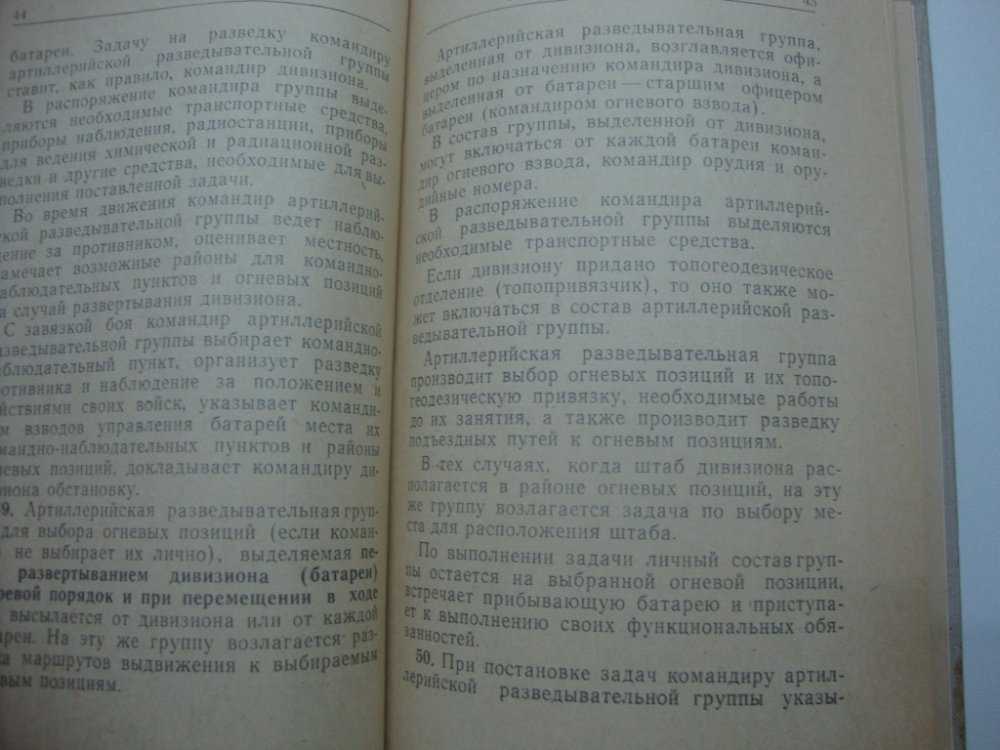 44
батареи. Задачу на разведку командиру
артиллерийской разведывательной группы
ставит, как правило, командир дивизиона.
В распоряжение командира группы выде-
ляются необходимые транспортные средства,
приборы наблюдения, радиостанции, приборы
для ведения химической и радиационной раз-
ведки и другие средства, необходимые для вы-
полнения поставленной задачи.
Во время движения командир артиллерий-
ской разведывательной группы ведет наблю-
дение за противником, оценивает местность,
намечает возможные районы для командно-
наблюдательных пунктов и огневых позиций
на случай развертывания дивизиона.
С завязкой боя командир артиллерийской
разведывательной группы выбирает командно-
наблюдательный пункт, организует разведку
ротивника и наблюдение за положением и
йствиями своих войск, указывает команди-
м взводов управления батарей места их
мандно-наблюдательных пунктов и районы
невых позиций, докладывает командиру ди-
зиона обстановку.
9. Артиллерийская разведывательная груп-
для выбора огневых позиций (если коман-
) не выбирает их лично), выделяемая пе-
развертыванием дивизиона (батареи)
оевой порядок и при перемещении в ходе
, высылается от дивизиона или от каждой
ареи. На эту же группу возлагается раз-
ка маршрутов выдвижения к выбираемым
евым позициям.
45
Артиллерийская разведывательная группа,
выделенная от дивизиона, возглавляется офи-
цером по назначению командира дивизиона, а
выделенная от батареи — старшим офицером
батареи (командиром огневого взвода).
В состав группы, выделенной от дивизиона,
могут включаться от каждой батареи коман-
дир огневого взвода, командир орудия и ору-
дийные номера.
В распоряжение командира артиллерий-
ской разведывательной группы выделяются
необходимые транспортные средства.
Если дивизиону придано топогеодезическое
отделение (топопривязчик), то оно также мо-
жет включаться в состав артиллерийской раз-
ведывательной группы.
Артиллерийская разведывательная группа
производит выбор огневых позиций и их топо-
геодезическую привязку, необходимые работы
до их занятия, а также производит разведку
подъездных путей к огневым позициям.
В тех случаях, когда штаб дивизиона рас-
полагается в районе огневых позиций, на эту
же группу возлагается задача по выбору ме-
ста для расположения штаба.
По выполнении задачи личный состав груп-
пы остается на выбранной огневой позиции,
встречает прибывающую батарею и приступа-
ет к выполнению своих функциональных обя-
занностей.
50. При постановке задач командиру артил-
лерийской разведывательной группы указы-